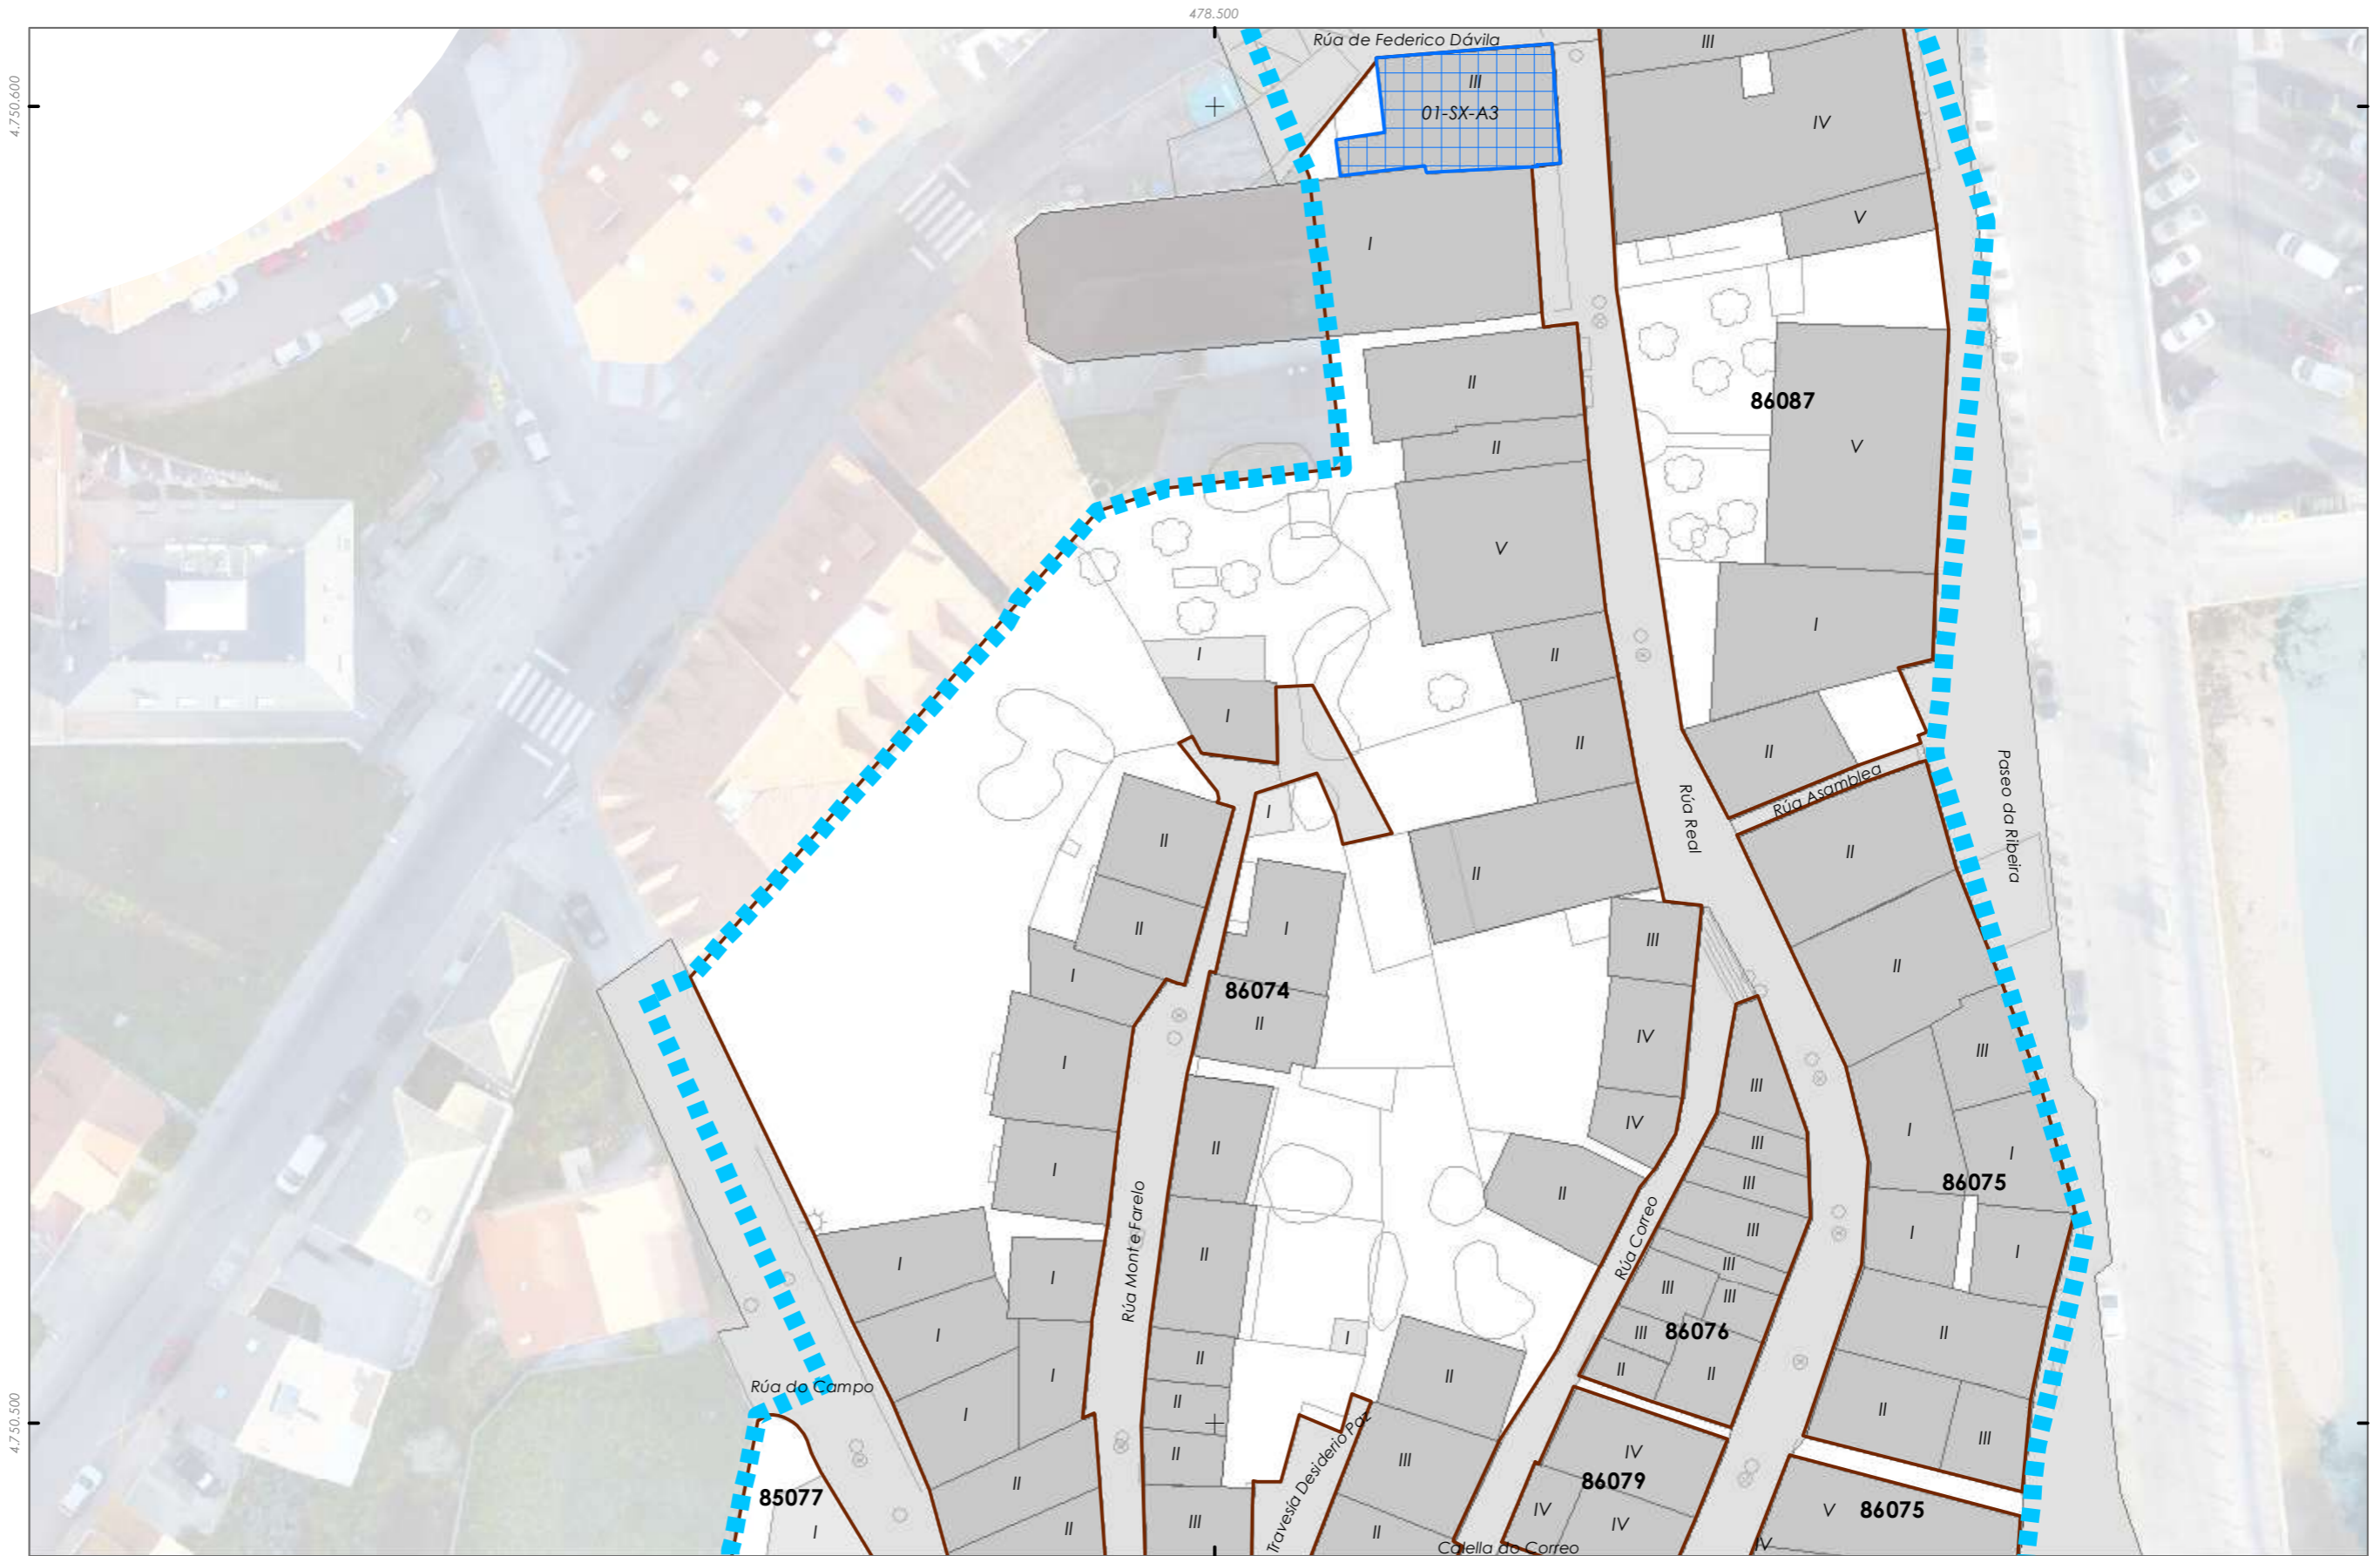 478.500
Rúa de Federico Dávila
III
III
4.750.600
01-SX-A3
IV
V
I
II
86087
II
V
V
I
I
II
I
II
II
Paseo da Ribeira
Rúa Asamblea
Rúa Real
I
II
II
II
II
I
III
II
I
86074
II
IV
III
I
III
IV
I
III
II
I
I
III
86075
II
Rúa Monte Farelo
Rúa Correo
III
III
I
I
I
II
I
III
III
III
I
I
III
86076
II
II
I
II
II
II
Rúa do Campo
4.750.500
I
I
II
II
III
Travesía Desiderio Paz
II
III
IV
86079
II
85077
IV
IV
V
86075
I
II
III
II
Calella do Correo
IV